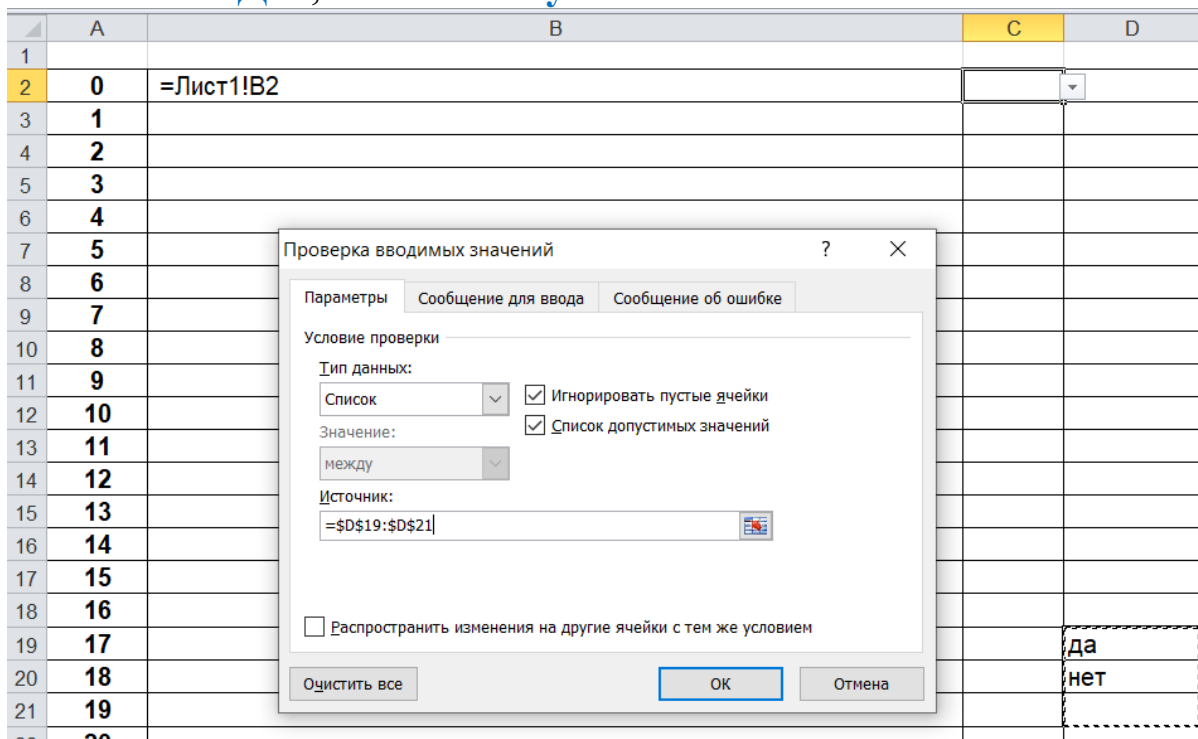 A B C D
1
2 0 =Лист1!B2
3 1
4 2
5 3
6 4
7 5
Проверка вводимых значений ? ×
8 6
Параметры Сообщение для ввода Сообщение об ошибке
9 7
Условие проверки
10 8
Тип данных:
11 9
Список Игнорировать пустые ячейки
12 10
Значение: Список допустимых значений
13 11
между
14 12
Источник:
15 13
=$D$19:$D$21
16 14
17 15
18 16
Распространить изменения на другие ячейки с тем же условием
19 17 да
20 18 нет
Очистить все ОК Отмена
21 19